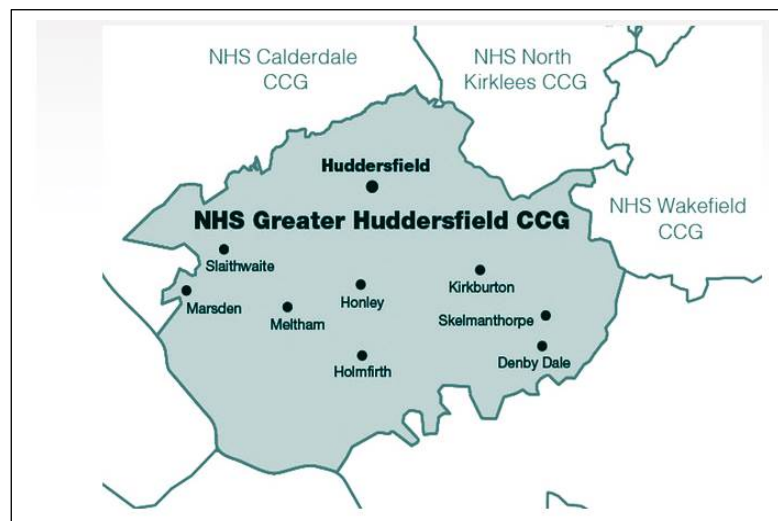 NHS Calderdale
CCG
NHS North
Kirklees CCG
Huddersfield
NHS Wakefield
CCG
NHS Greater Huddersfield CCG
Slaithwaite
Marsden
Meltham
Honley
Kirkburton
Skelmanthorpe
Holmfirth
Denby Dale